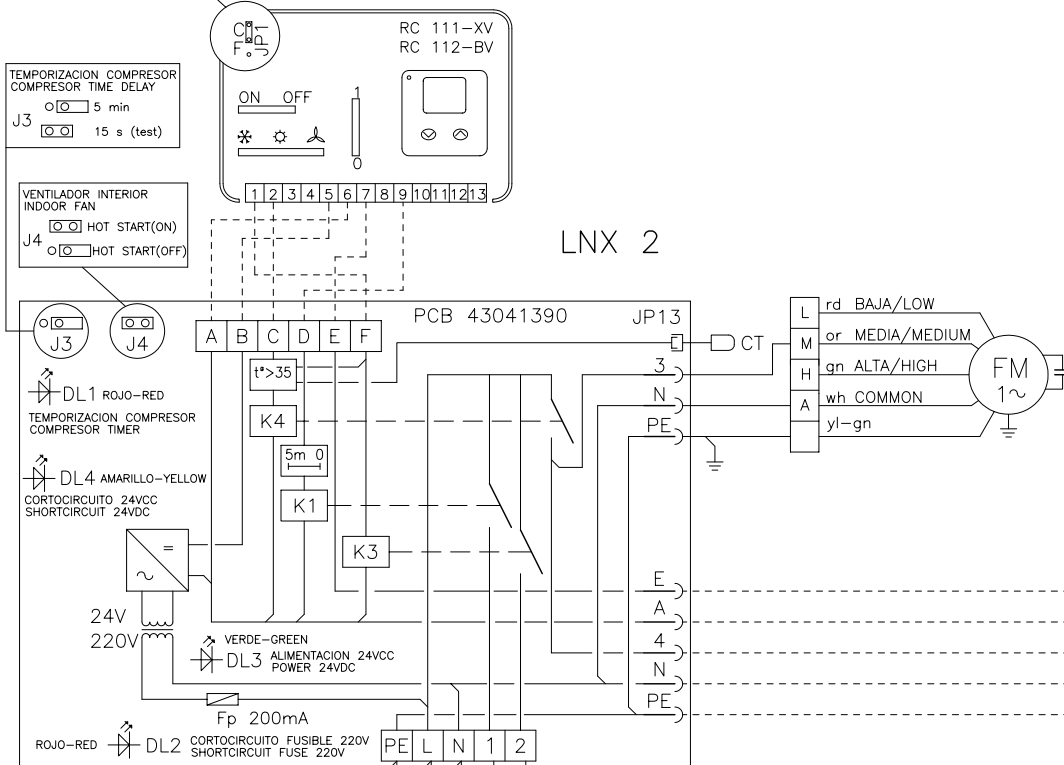 C
F
JP1
RC 111-XV
RC 112-BV
ON OFF
1
0
1 2 3 4 5 6 7 8 9 10 11 12 13
TEMPORIZACION COMPRESOR
COMPRESOR TIME DELAY
J3
5 min
15 s (test)
VENTILADOR INTERIOR
INDOOR FAN
J4
HOT START(ON)
HOT START(OFF)
LNX 2
J3
J4
A B C D E F
PCB 43041390
JP13
CT
3
N
PE
L
M
H
A
rd BAJA/LOW
or MEDIA/MEDIUM
gn ALTA/HIGH
wh COMMON
yl-gn
FM
1~
t°>35
K4
5m 0
K1
K3
DL1 ROJO-RED
TEMPORIZACION COMPRESOR
COMPRESOR TIMER
DL4 AMARILLO-YELLOW
CORTOCIRCUITO 24VCC
SHORTCIRCUIT 24VDC
=
~
24V
220V
VERDE-GREEN
DL3 ALIMENTACION 24VCC
POWER 24VDC
Fp 200mA
ROJO-RED DL2 CORTOCIRCUITO FUSIBLE 220V
SHORTCIRCUIT FUSE 220V
PE L N 1 2
E
A
4
N
PE